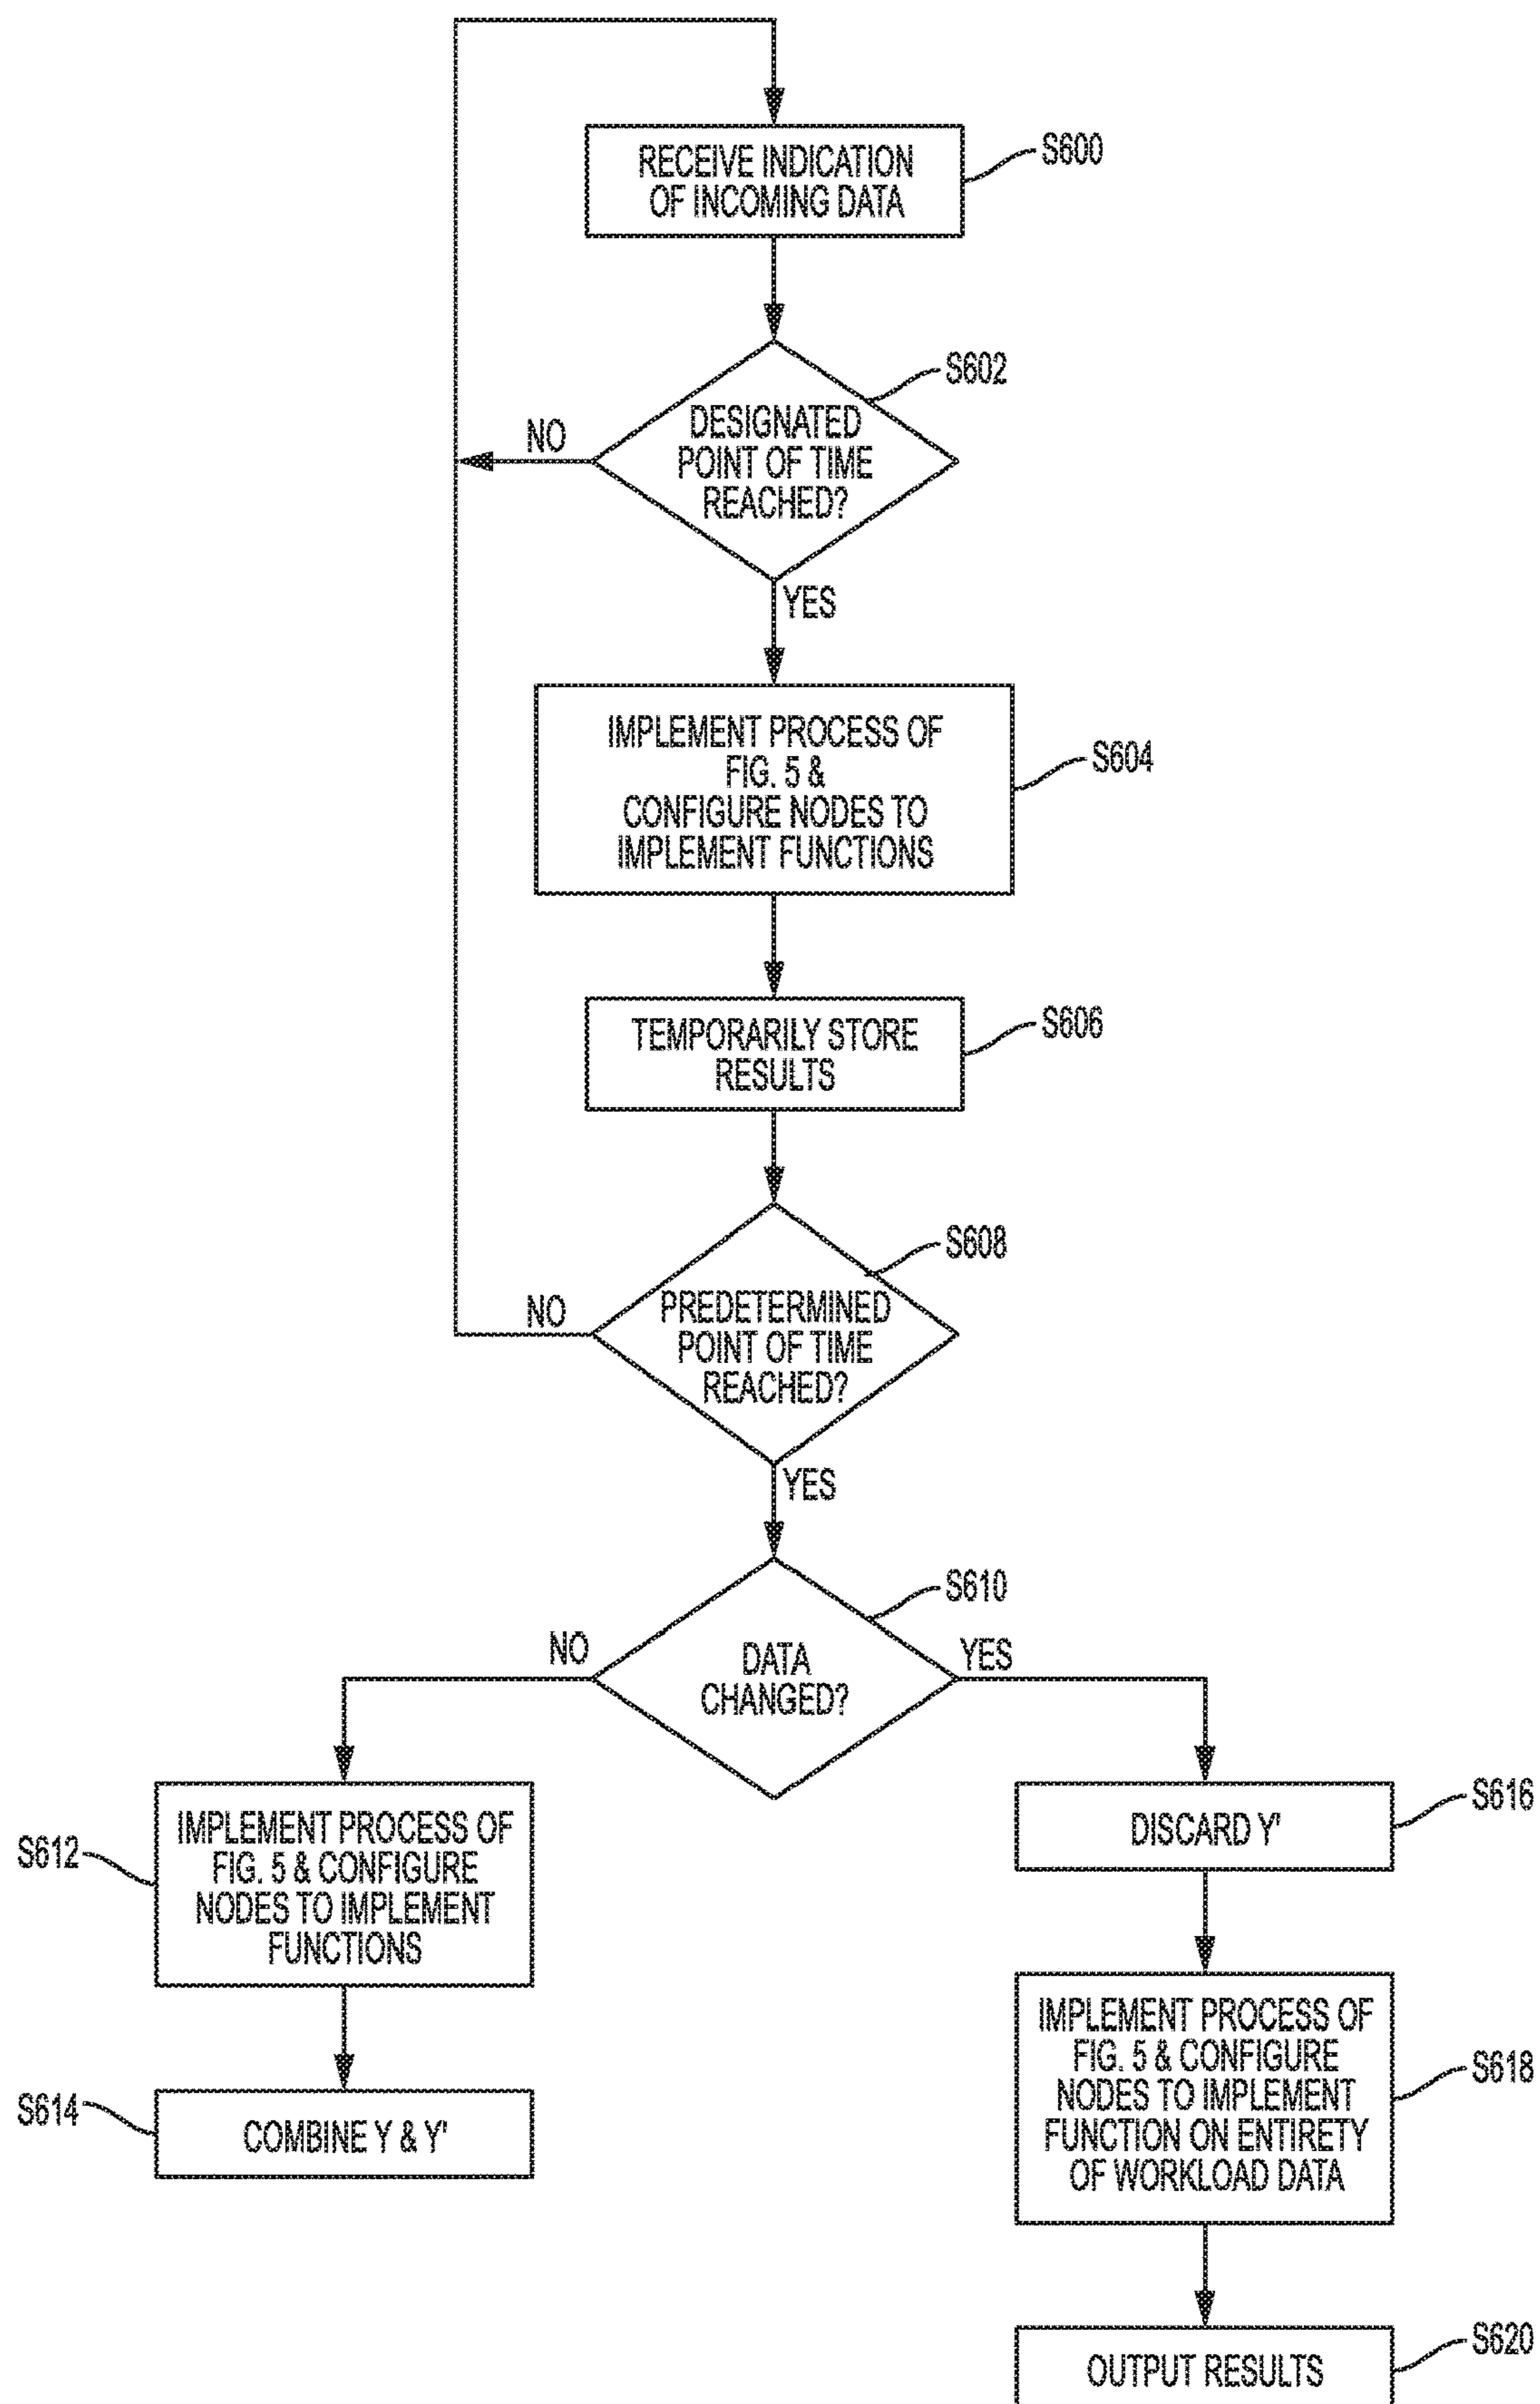 RECEIVE INDICATION
OF INCOMING DATA
S600
DESIGNATED
POINT OF TIME
REACHED?
S602
NO
YES
IMPLEMENT PROCESS OF
FIG. 5 &
CONFIGURE NODES TO
IMPLEMENT FUNCTIONS
S604
TEMPORARILY STORE
RESULTS
S606
PREDETERMINED
POINT OF TIME
REACHED?
S608
NO
YES
DATA
CHANGED?
S610
NO
YES
IMPLEMENT PROCESS OF
FIG. 5 & CONFIGURE
NODES TO IMPLEMENT
FUNCTIONS
S612
COMBINE Y & Y'
S614
DISCARD Y'
S616
IMPLEMENT PROCESS OF
FIG. 5 & CONFIGURE
NODES TO IMPLEMENT
FUNCTION ON ENTIRETY
OF WORKLOAD DATA
S618
OUTPUT RESULTS
S620